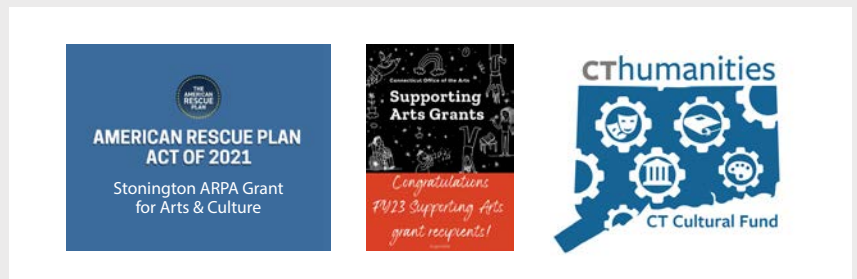 THE
AMERICAN
RESCUE
PLAN
AMERICAN RESCUE PLAN
ACT OF 2021
Stonington ARPA Grant
for Arts & Culture
Connecticut Office of the Arts
Supporting
Arts Grants
Congratulations
FY23 Supporting Arts
grant recipients!
CThumanities
CT Cultural Fund